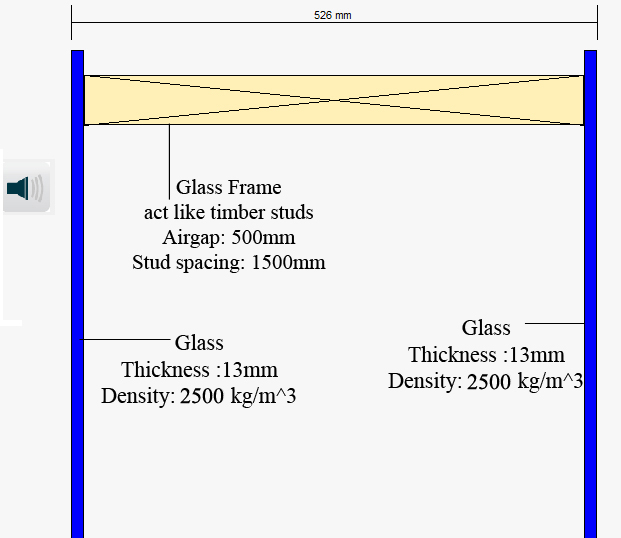 526 mm
Glass Frame
act like timber studs
Airgap: 500mm
Stud spacing: 1500mm
Glass
Thickness :13mm
Density: 2500 kg/m^3
Glass
Thickness :13mm
Density: 2500 kg/m^3